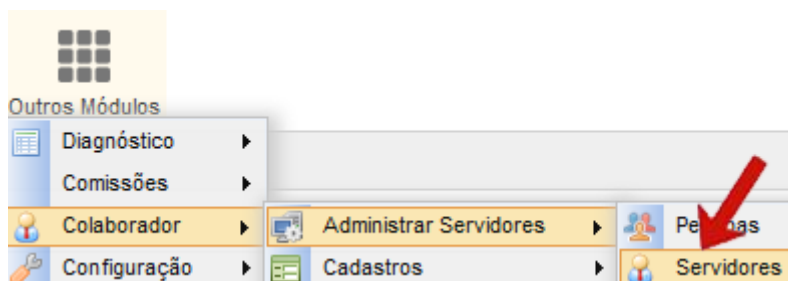 Outros Módulos
Diagnóstico
Comissões
Colaborador Administrar Servidores Pessoas
Configuração Cadastros Servidores